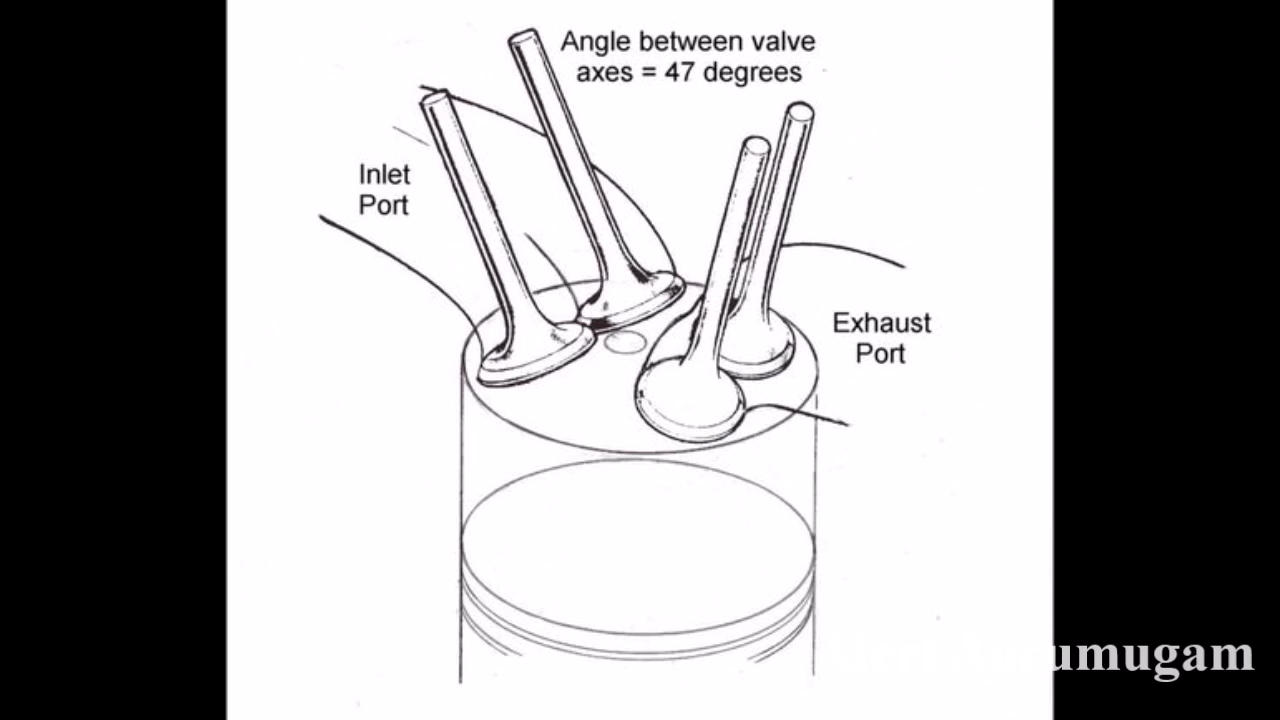 Angle between valve
axes = 47 degrees
Inlet
Port
Exhaust
Port